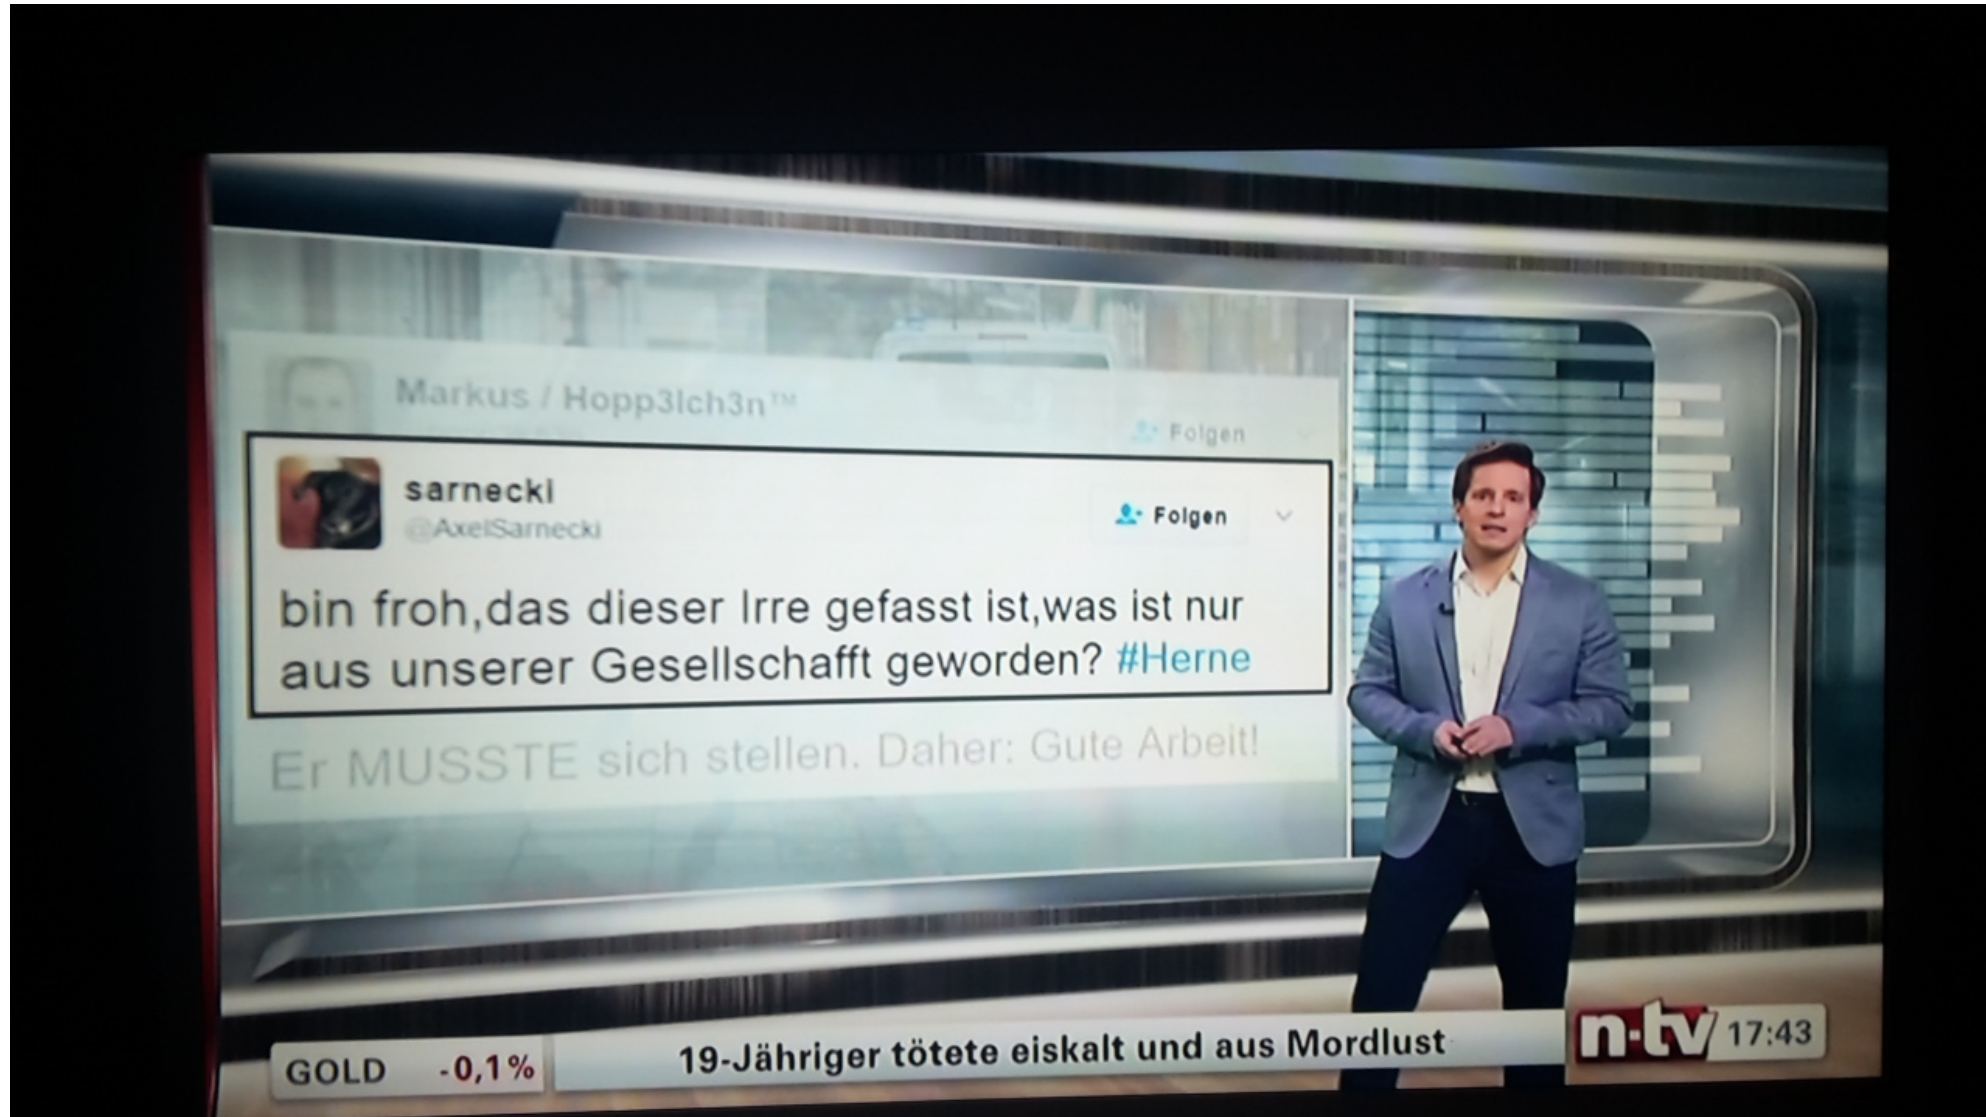 Markus / Hopp3lch3n™
Folgen
sarnecki
@AxelSarnecki
Folgen
bin froh,das dieser Irre gefasst ist,was ist nur
aus unserer Gesellschafft geworden? #Herne
Er MUSSTE sich stellen. Daher: Gute Arbeit!
GOLD -0,1%
19-Jähriger tötete eiskalt und aus Mordlust
n-tv 17:43